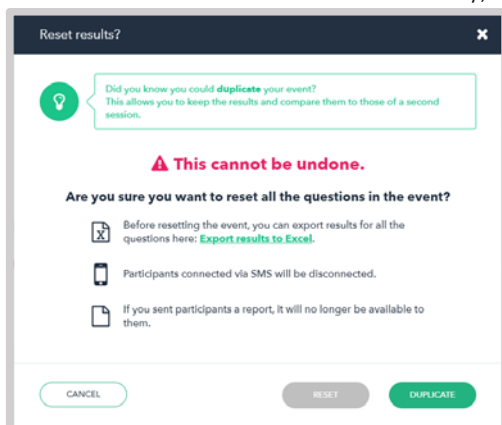 Reset results?
Did you know you could duplicate your event?
This allows you to keep the results and compare them to those of a second
session.
This cannot be undone.
Are you sure you want to reset all the questions in the event?
Before resetting the event, you can export results for all the
questions here: Export results to Excel.
Participants connected via SMS will be disconnected.
If you sent participants a report, it will no longer be available to
them.
CANCEL
RESET
DUPLICATE